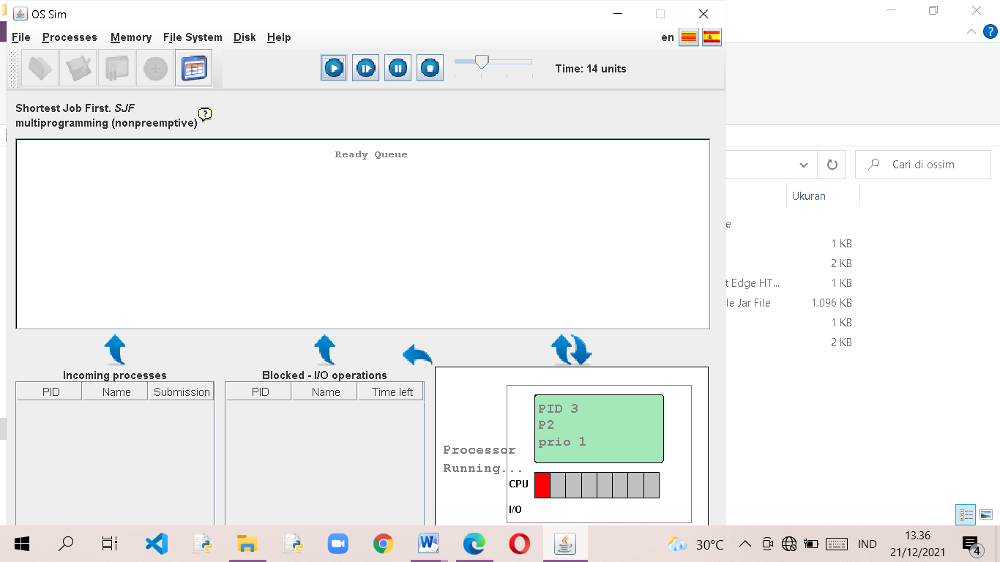 OS Sim
File Processes Memory File System Disk Help
en
Time: 14 units
Shortest Job First. SJF
multiprogramming (nonpreemptive)
?
Ready Queue
Incoming processes
PID Name Submission
Blocked - I/O operations
PID Name Time left
Processor
Running...
PID 3
P2
prio 1
CPU
I/O
?
Cari di ossim
Ukuran
e
1 KB
2 KB
t Edge HT... 1 KB
le Jar File 1.096 KB
1 KB
2 KB
30°C
IND
13.36
21/12/2021
4